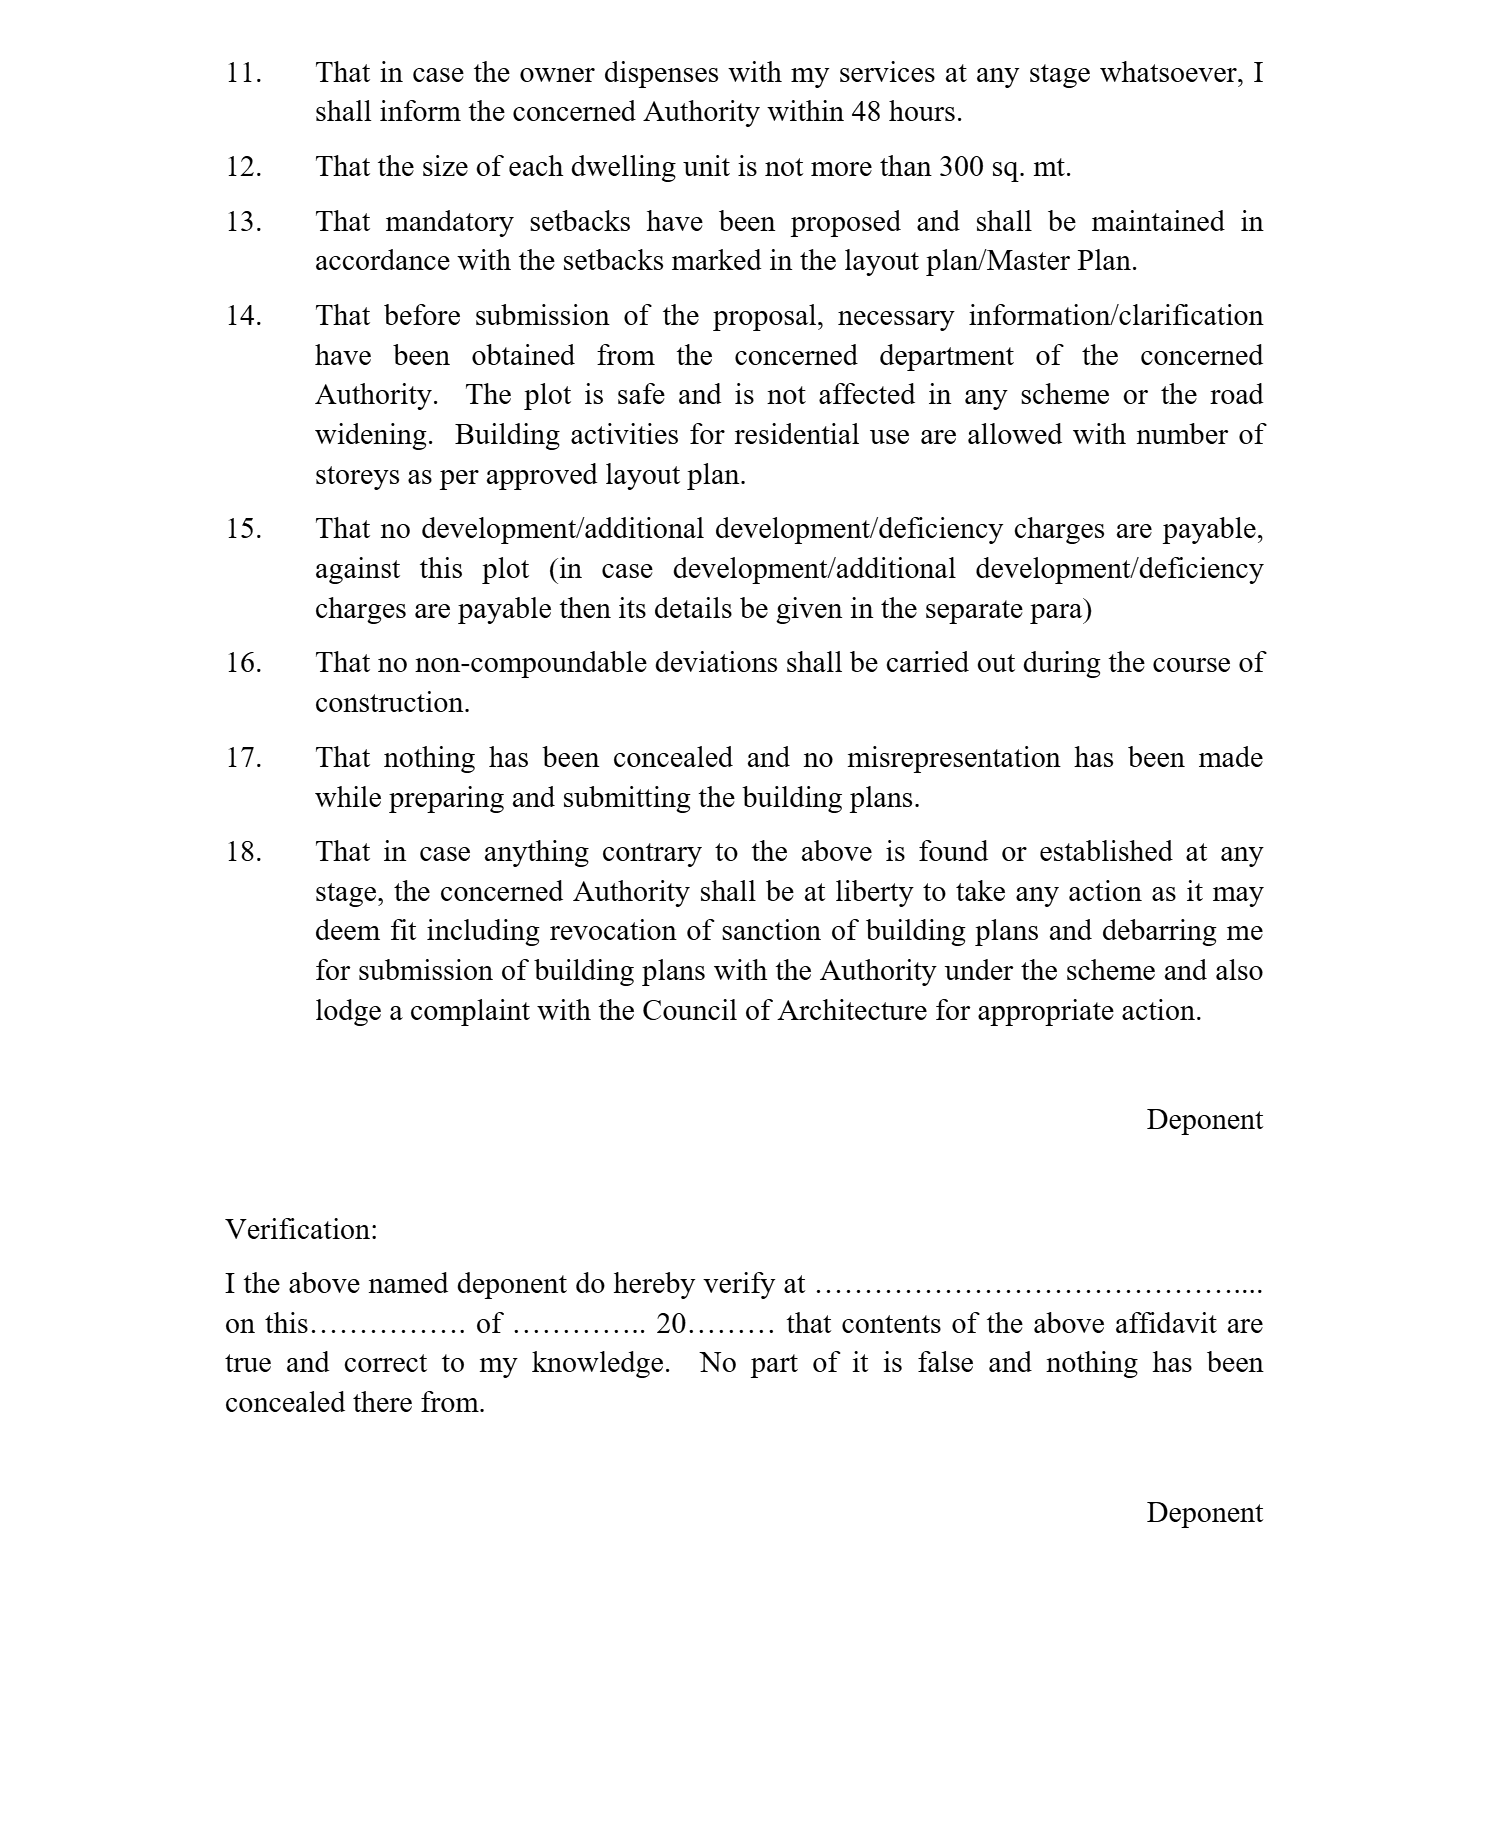 11. That in case the owner dispenses with my services at any stage whatsoever, I
shall inform the concerned Authority within 48 hours.
12. That the size of each dwelling unit is not more than 300 sq. mt.
13. That mandatory setbacks have been proposed and shall be maintained in
accordance with the setbacks marked in the layout plan/Master Plan.
14. That before submission of the proposal, necessary information/clarification
have been obtained from the concerned department of the concerned
Authority. The plot is safe and is not affected in any scheme or the road
widening. Building activities for residential use are allowed with number of
storeys as per approved layout plan.
15. That no development/additional development/deficiency charges are payable,
against this plot (in case development/additional development/deficiency
charges are payable then its details be given in the separate para)
16. That no non-compoundable deviations shall be carried out during the course of
construction.
17. That nothing has been concealed and no misrepresentation has been made
while preparing and submitting the building plans.
18. That in case anything contrary to the above is found or established at any
stage, the concerned Authority shall be at liberty to take any action as it may
deem fit including revocation of sanction of building plans and debarring me
for submission of building plans with the Authority under the scheme and also
lodge a complaint with the Council of Architecture for appropriate action.
Deponent
Verification:
I the above named deponent do hereby verify at …………………………………………....
on this……………. of ………….. 20……… that contents of the above affidavit are
true and correct to my knowledge. No part of it is false and nothing has been
concealed there from.
Deponent